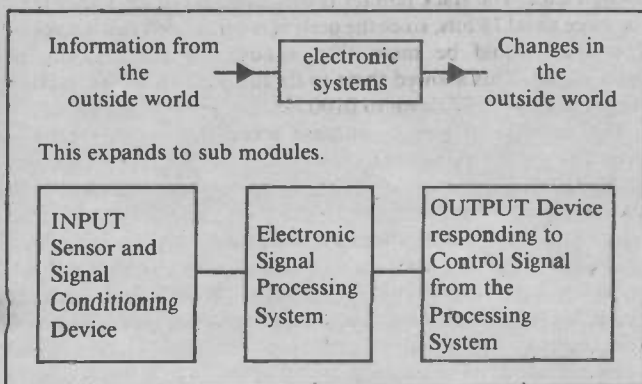 Information from
the
outside world
electronic
systems
Changes in
the
outside world
This expands to sub modules.
INPUT
Sensor and
Signal
Conditioning
Device
Electronic
Signal
Processing
System
OUTPUT Device
responding to
Control Signal
from the
Processing
System